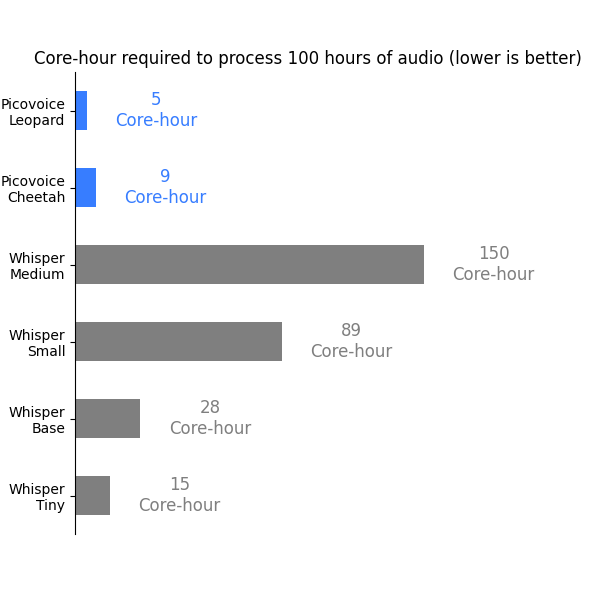 Core-hour required to process 100 hours of audio (lower is better)
Picovoice
Leopard
5
Core-hour
Picovoice
Cheetah
9
Core-hour
Whisper
Medium
150
Core-hour
Whisper
Small
89
Core-hour
Whisper
Base
28
Core-hour
Whisper
Tiny
15
Core-hour